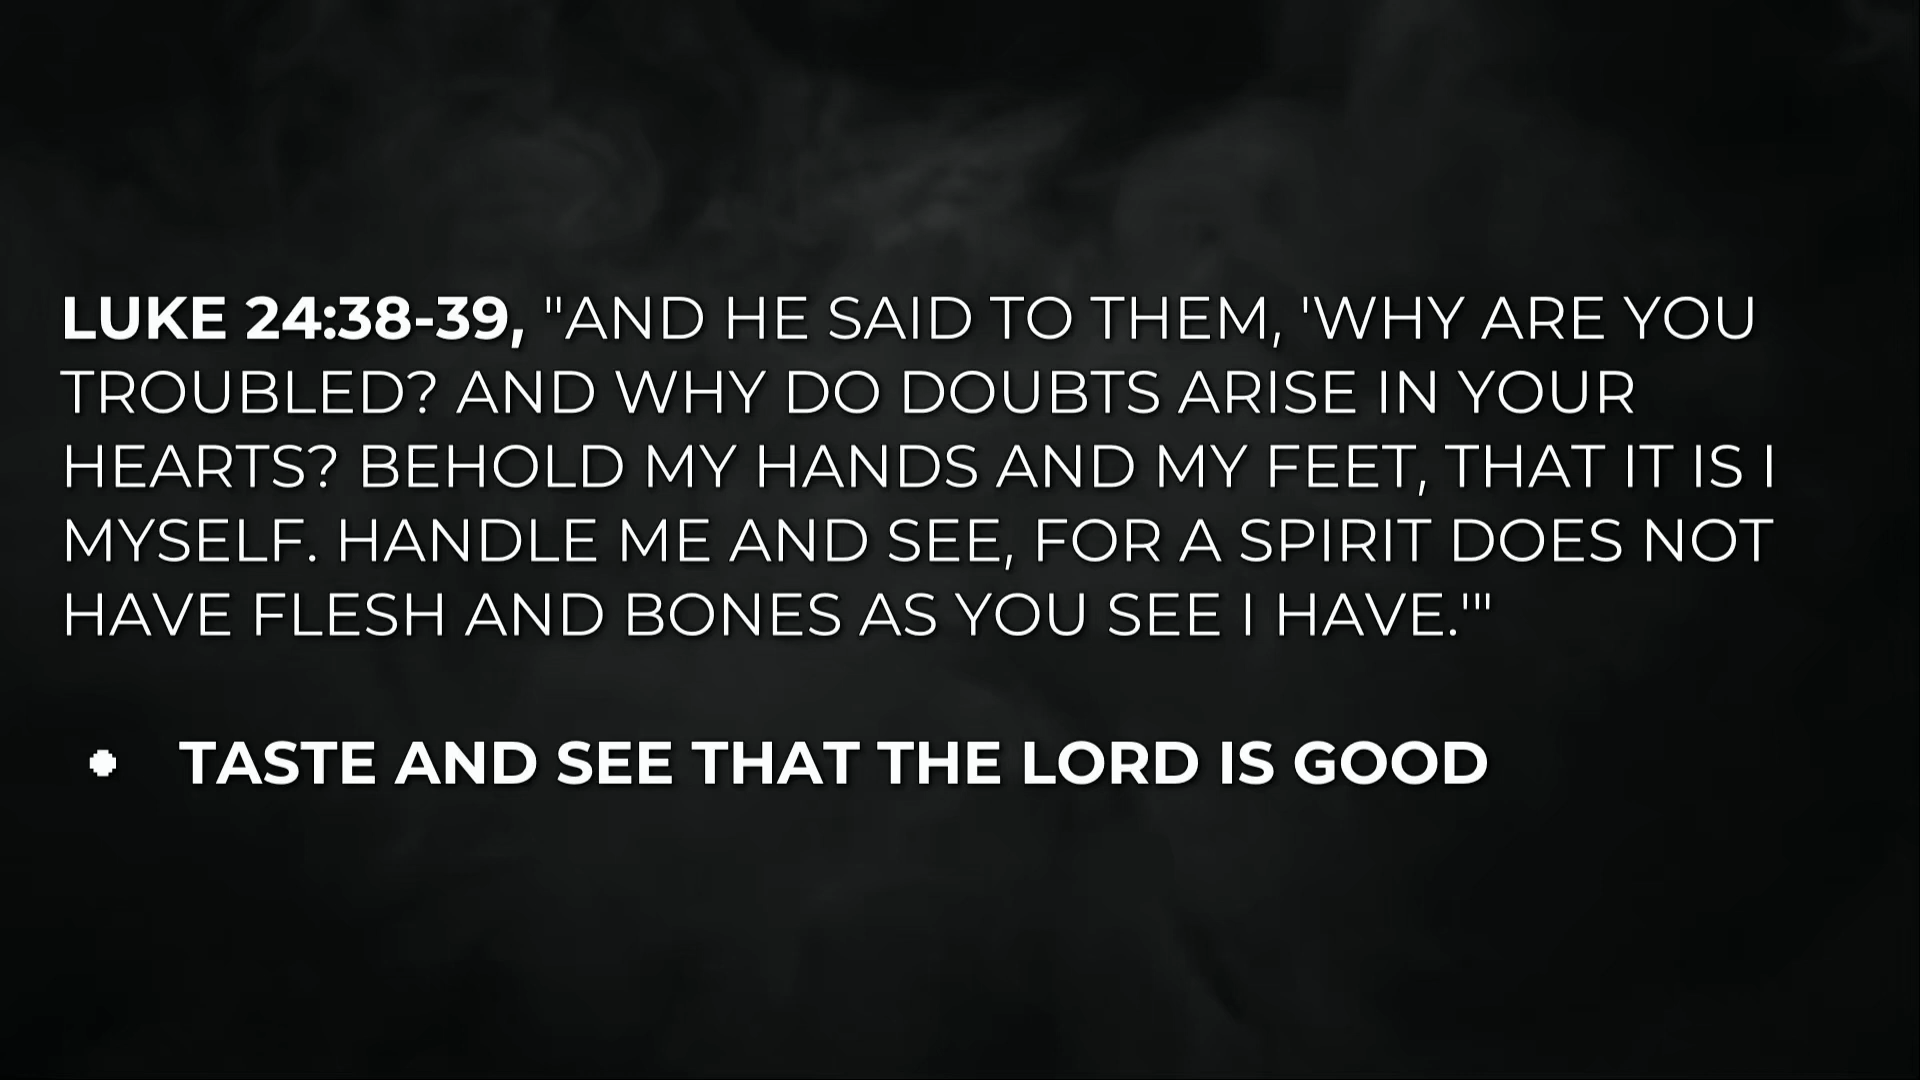 LUKE 24:38-39, "AND HE SAID TO THEM, 'WHY ARE YOU
TROUBLED? AND WHY DO DOUBTS ARISE IN YOUR
HEARTS? BEHOLD MY HANDS AND MY FEET, THAT IT IS I
MYSELF. HANDLE ME AND SEE, FOR A SPIRIT DOES NOT
HAVE FLESH AND BONES AS YOU SEE I HAVE.'"
• TASTE AND SEE THAT THE LORD IS GOOD